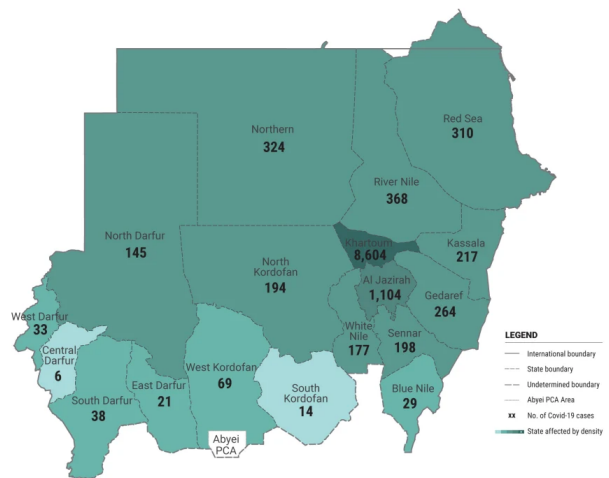 Red Sea
310
Northern
324
River Nile
368
North Darfur
145
Khartoum
8,604
Kassala
217
North
Kordofan
194
Al Jazirah
1,104
Gedaref
264
West Darfur
33
White
Nile
177
Sennar
198
Central
Darfur
6
West Kordofan
69
East Darfur
21
South Darfur
38
South
Kordofan
14
Blue Nile
29
Abyei
PCA
LEGEND
International boundary
State boundary
Undetermined boundary
Abyei PCA Area
xx No. of Covid-19 cases
State affected by density